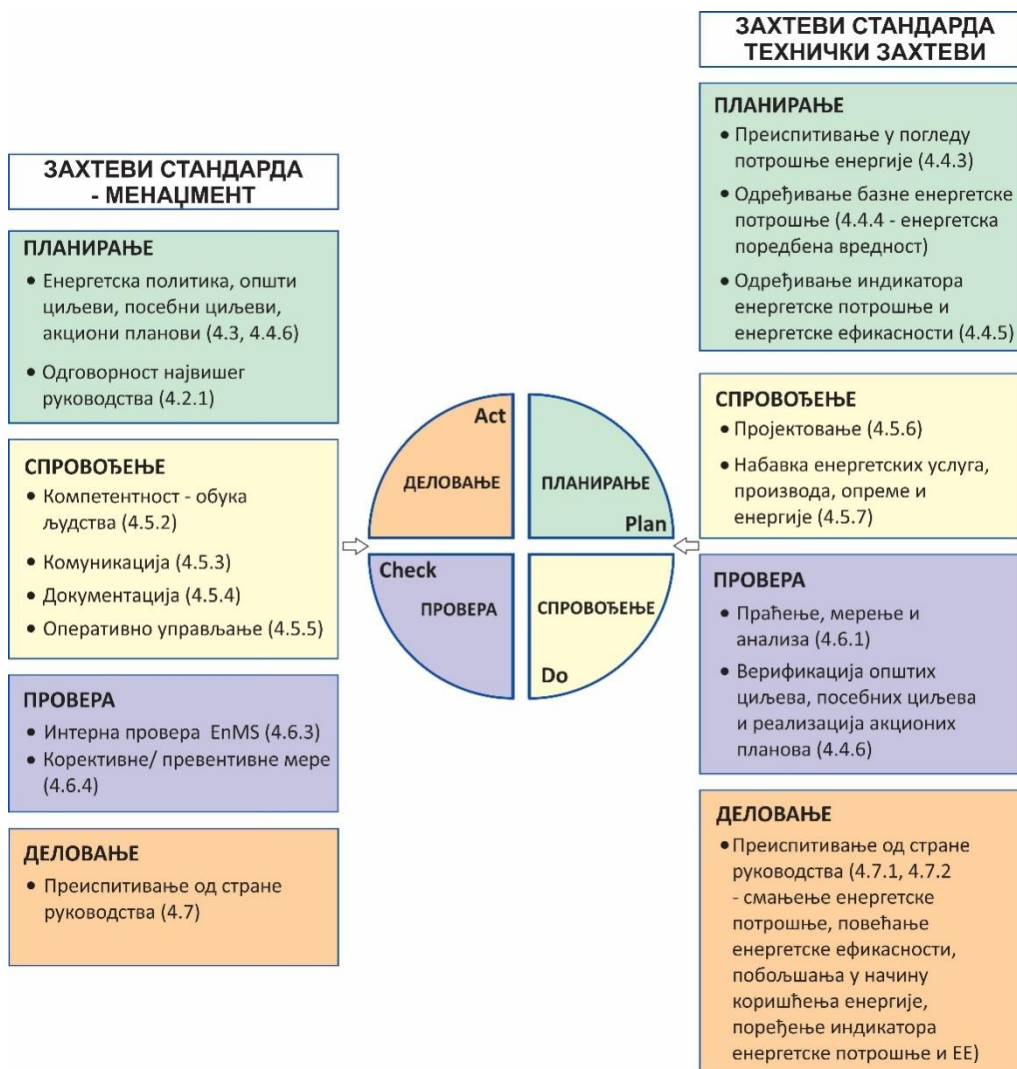 ЗАХТЕВИ СТАНДАРДА
- МЕНАЏМЕНТ
ПЛАНИРАЊЕ
• Енергетска политика, општи
циљеви, посебни циљеви,
акциони планови (4.3, 4.4.6)
• Одговорност највишег
руководства (4.2.1)
СПРОВОЂЕЊЕ
• Компетентност - обука
људства (4.5.2)
• Комуникација (4.5.3)
• Документација (4.5.4)
• Оперативно управљање (4.5.5)
ПРОВЕРА
• Интерна провера EnMS (4.6.3)
• Корективне/ превентивне мере
(4.6.4)
ДЕЛОВАЊЕ
• Преиспитивање од стране
руководства (4.7)
Act
ДЕЛОВАЊЕ
ПЛАНИРАЊЕ
Plan
Check
ПРОВЕРА
СПРОВОЂЕЊЕ
Do
ЗАХТЕВИ СТАНДАРДА
ТЕХНИЧКИ ЗАХТЕВИ
ПЛАНИРАЊЕ
• Преиспитивање у погледу
потрошње енергије (4.4.3)
• Одређивање базне енергетске
потрошње (4.4.4 - енергетска
поредбена вредност)
• Одређивање индикатора
енергетске потрошње и
енергетске ефикасности (4.4.5)
СПРОВОЂЕЊЕ
• Пројектовање (4.5.6)
• Набавка енергетских услуга,
производа, опреме и
енергије (4.5.7)
ПРОВЕРА
• Праћење, мерење и
анализа (4.6.1)
• Верификација општих
циљева, посебних циљева
и реализација акционих
планова (4.4.6)
ДЕЛОВАЊЕ
• Преиспитивање од стране
руководства (4.7.1, 4.7.2
- смањење енергетске
потрошње, повећање
енергетске ефикасности,
побољшања у начину
коришћења енергије,
поређење индикатора
енергетске потрошње и ЕЕ)